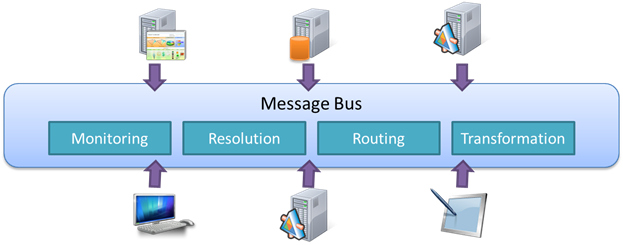 Message Bus
Monitoring
Resolution
Routing
Transformation